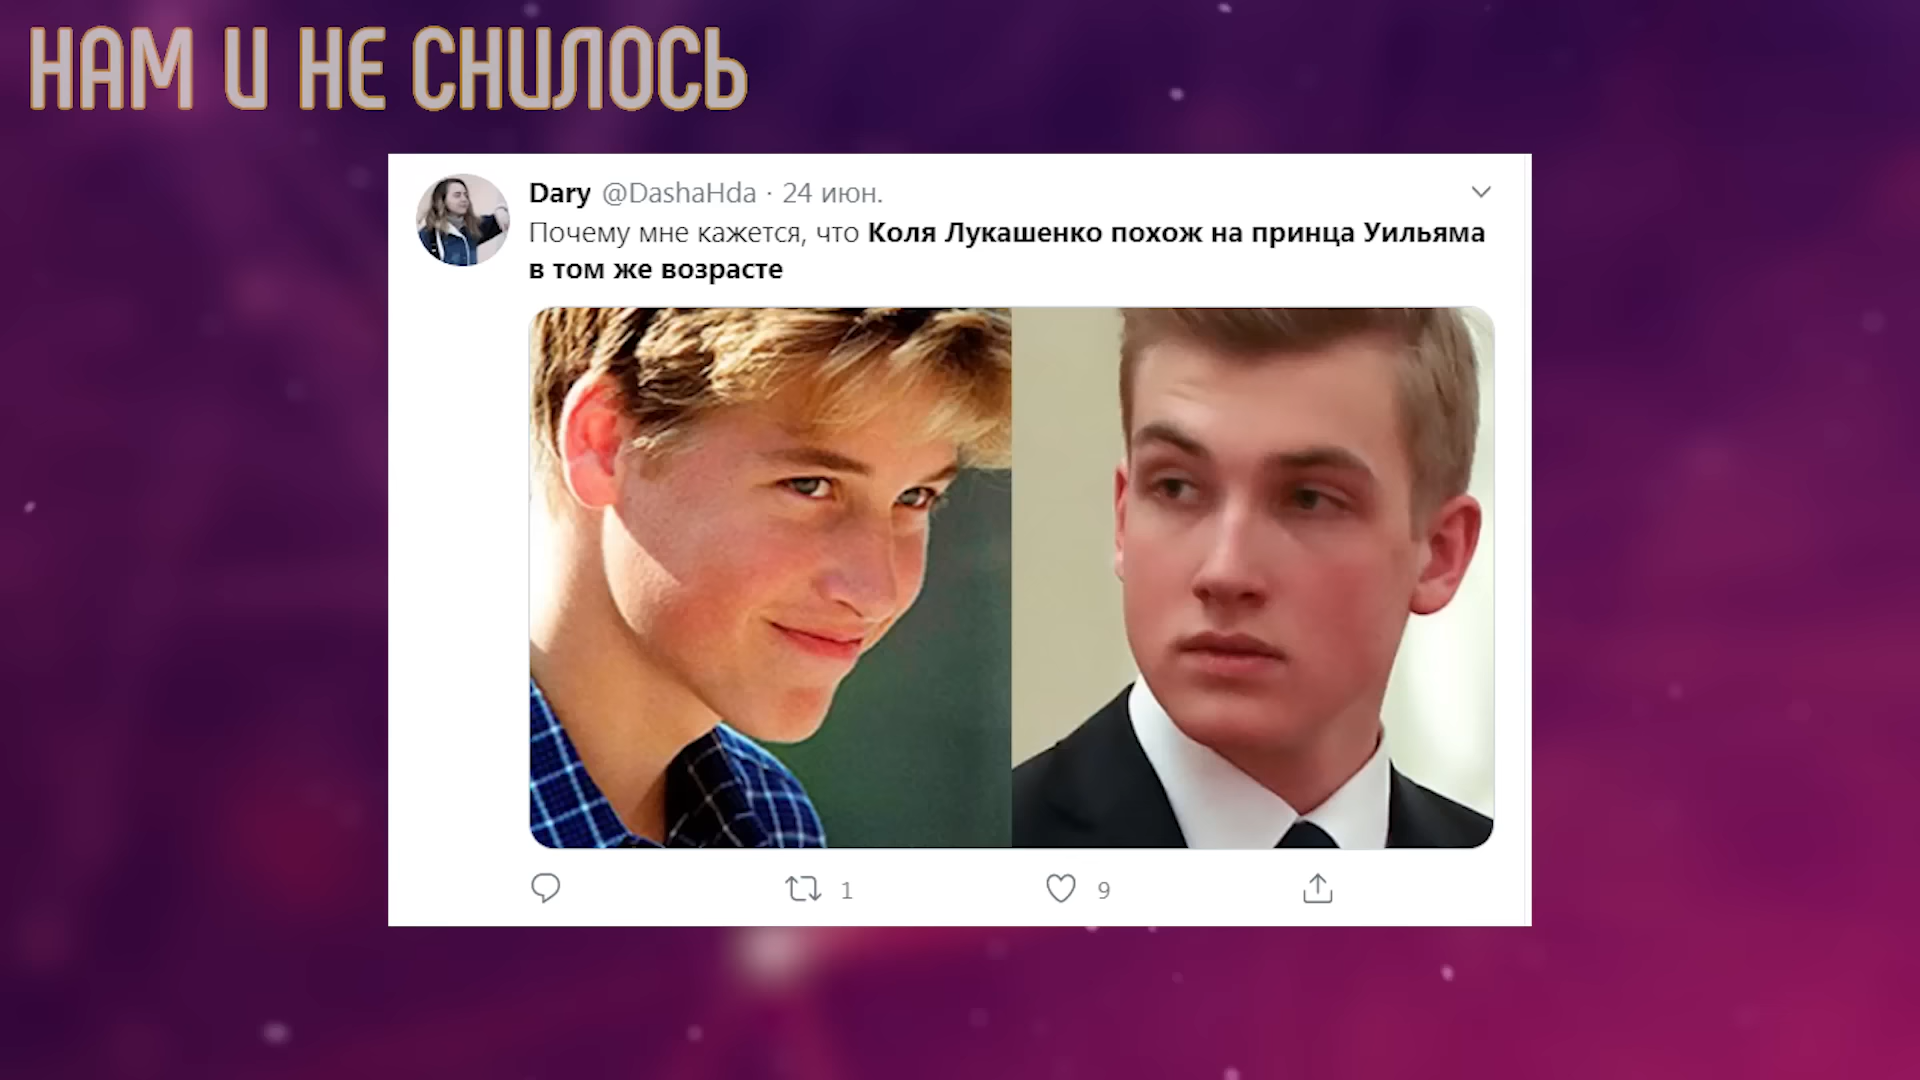 НАМ И НЕ СНИЛОСЬ
Dary @DashaHda · 24 июн.
Почему мне кажется, что Коля Лукашенко похож на принца Уильяма
в том же возрасте
1
9